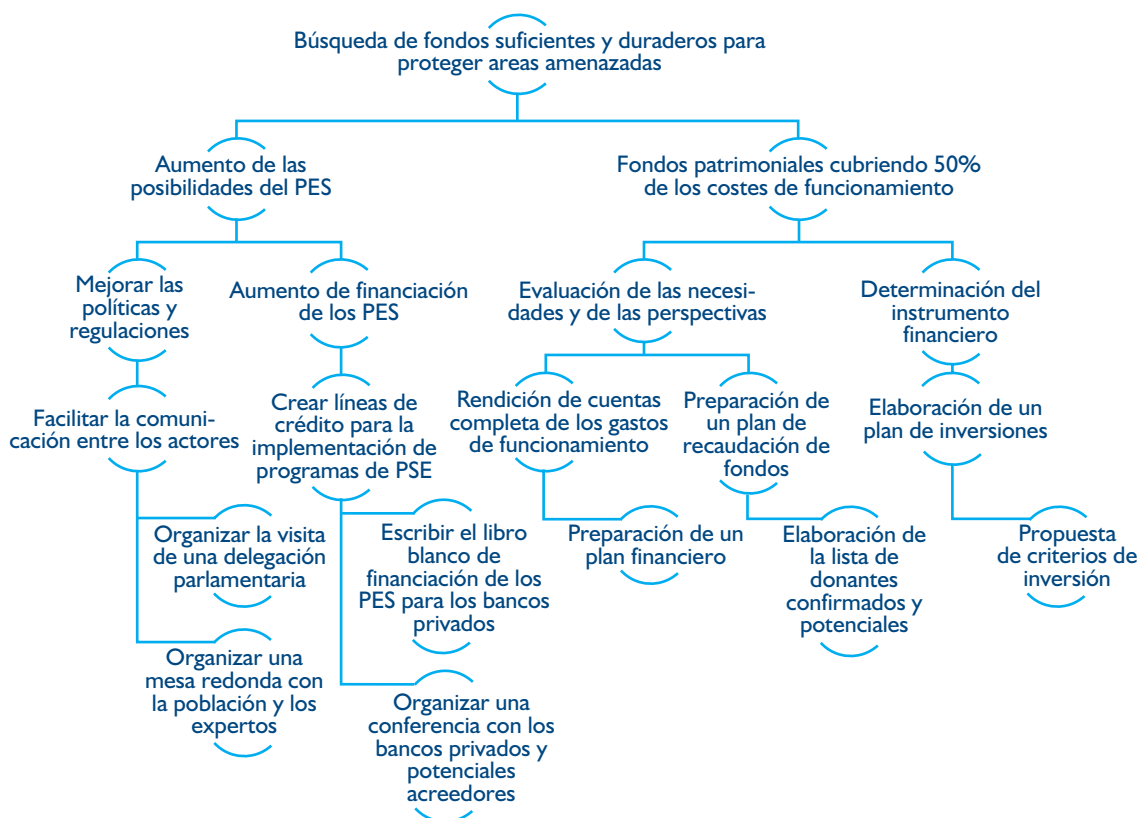 Búsqueda de fondos suficientes y duraderos para
proteger areas amenazadas
Aumento de las
posibilidades del PES
Fondos patrimoniales cubriendo 50%
de los costes de funcionamiento
Mejorar las
políticas y
regulaciones
Aumento de financiación
de los PES
Evaluación de las necesi-
dades y de las perspectivas
Determinación del
instrumento
financiero
Facilitar la comuni-
cación entre los actores
Crear líneas de
crédito para la
implementación de
programas de PSE
Rendición de cuentas
completa de los gastos
de funcionamiento
Preparación de
un plan de
recaudación de
fondos
Elaboración de un
plan de inversiones
Organizar la visita
de una delegación
parlamentaria
Escribir el libro
blanco de
financiación de los
PES para los bancos
privados
Preparación de un
plan financiero
Elaboración de
la lista de
donantes
confirmados y
potenciales
Propuesta
de criterios de
inversión
Organizar una
mesa redonda con
la población y los
expertos
Organizar una
conferencia con los
bancos privados y
potenciales
acreedores